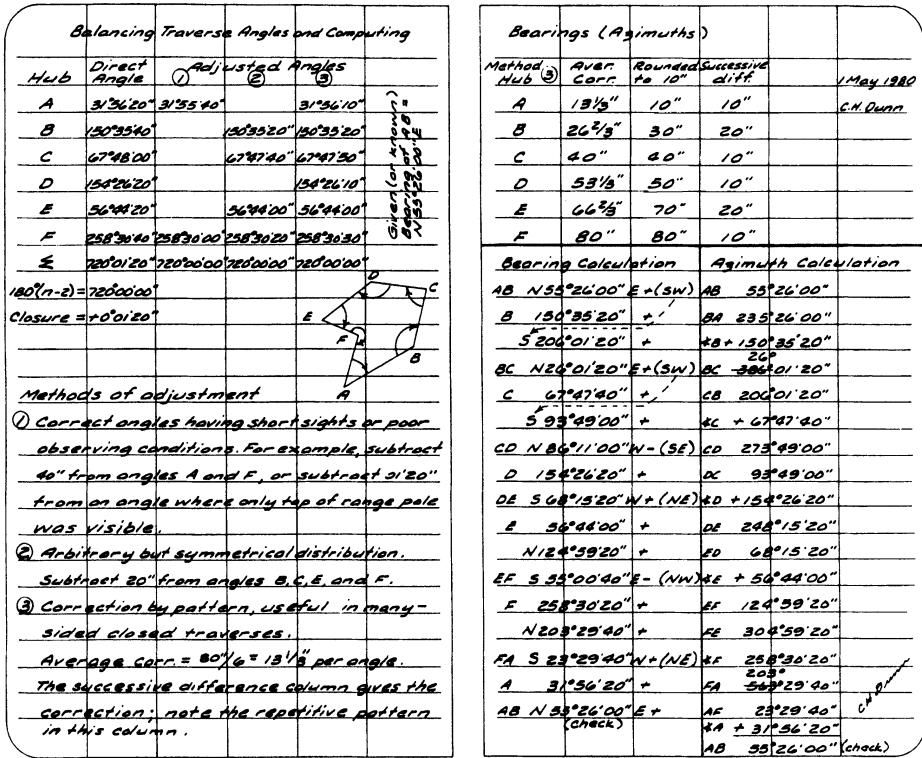 Balancing Traverse Angles and Computing
Direct Adjusted Angles
Hub Angle ① ② ③
A 31°56'20" 31°55'40" 31°56'10"
B 150°35'40" 150°35'20" 150°35'20"
C 67°48'00" 67°47'40" 67°47'50"
D 154°26'20" 154°26'10"
E 56°44'20" 56°44'00" 56°44'00"
F 258°30'40" 258°30'00" 258°30'20" 258°30'30"
Σ 720°01'20" 720°00'00" 720°00'00" 720°00'00"
Given (or known)
Bearing of AB =
N55°26'00"E
180°(n-2)= 720°00'00"
Closure = +0°01'20"
D
C
E
F
B
A
Methods of adjustment
① Correct angles having short sights or poor
observing conditions. For example, subtract
40" from angles A and F, or subtract 01'20"
from an angle where only top of range pole
was visible.
② Arbitrary but symmetrical distribution.
Subtract 20" from angles B, C, E, and F.
③ Correction by pattern, useful in many-
sided closed traverses.
Average corr. = 80"/6 = 13 1/3" per angle.
The successive difference column gives the
correction; note the repetitive pattern
in this column.
Bearings (Azimuths)
Method ③ Aver. Rounded Successive
Hub Corr. to 10" diff. 1 May 1980
A 13 1/3" 10" 10" C.H. Dunn
B 26 2/3" 30" 20"
C 40" 40" 10"
D 53 1/3" 50" 10"
E 66 2/3" 70" 20"
F 80" 80" 10"
Bearing Calculation Azimuth Calculation
AB N55°26'00" E+(SW) AB 55°26'00"
B 150°35'20" + BA 235°26'00"
S 206°01'20" + ∡B + 150°35'20"
26°
BC N26°01'20" E+(SW) BC 386°01'20"
C 67°47'40" + CB 206°01'20"
S 93°49'00" + ∡C + 67°47'40"
CD N 86°11'00" W-(SE) CD 273°49'00"
D 154°26'20" + DC 93°49'00"
DE S 68°15'20" W+(NE) ∡D + 154°26'20"
E 56°44'00" + DE 248°15'20"
N124°59'20" + ED 68°15'20"
EF S 55°00'40" E-(NW) ∡E + 56°44'00"
F 258°30'20" + EF 124°59'20"
N203°29'40" + FE 304°59'20"
FA S 23°29'40" W+(NE) ∡F 258°30'20"
203°
A 31°56'20" + FA 563°29'40"
AB N 55°26'00" E+ AF 23°29'40"
(check) ∡A + 31°56'20"
AB 55°26'00" (check)
C.H. Dunn